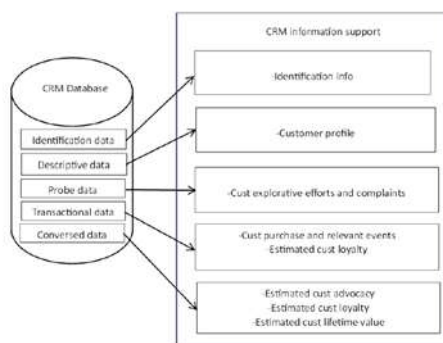 CRM Database
Identification data
Descriptive data
Probe data
Transactional data
Conversed data
CRM information support
-Identification info
-Customer profile
-Cust explorative efforts and complaints
-Cust purchase and relevant events
-Estimated cust loyalty
-Estimated cust advocacy
-Estimated cust loyalty
-Estimated cust lifetime value